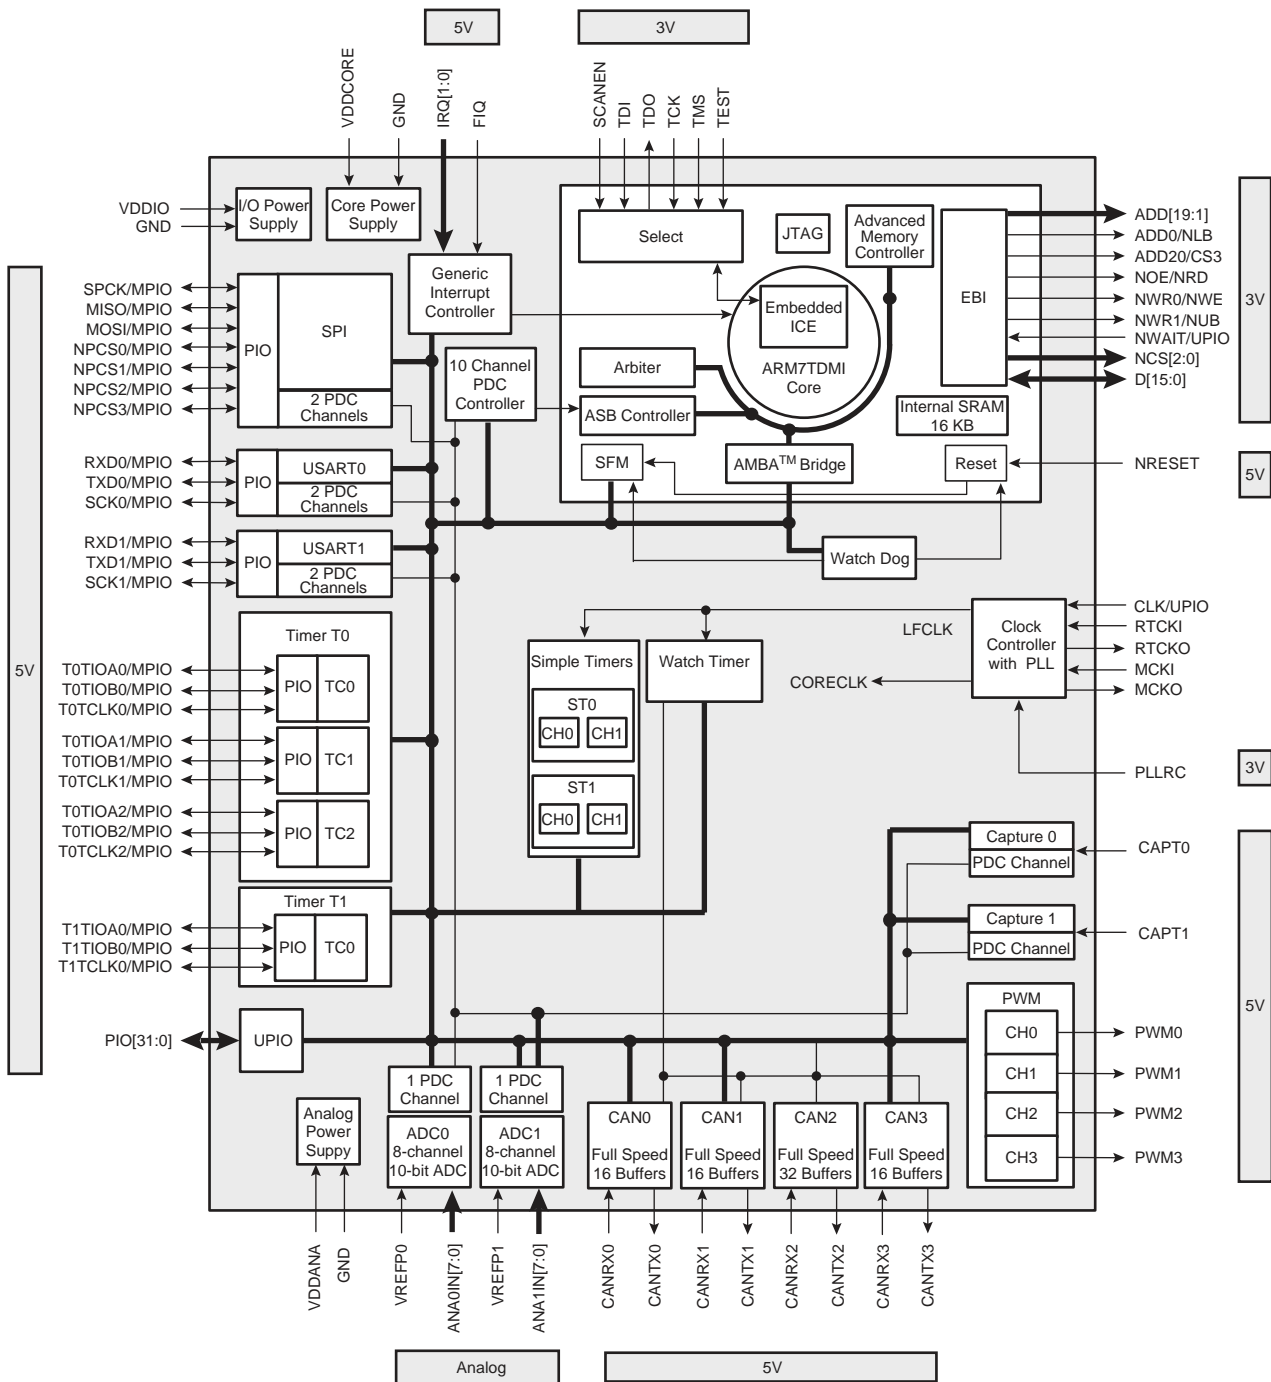 5V
3V
VDDCORE
GND
IRQ[1:0]
FIQ
SCANEN
TDI
TDO
TCK
TMS
TEST
VDDIO
GND
I/O Power
Supply
Core Power
Supply
Select
JTAG
Advanced
Memory
Controller
EBI
ADD[19:1]
ADD0/NLB
ADD20/CS3
NOE/NRD
NWR0/NWE
NWR1/NUB
NWAIT/UPIO
NCS[2:0]
D[15:0]
3V
Generic
Interrupt
Controller
Embedded
ICE
ARM7TDMI
Core
SPCK/MPIO
MISO/MPIO
MOSI/MPIO
NPCS0/MPIO
NPCS1/MPIO
NPCS2/MPIO
NPCS3/MPIO
PIO
SPI
2 PDC
Channels
10 Channel
PDC
Controller
Arbiter
ASB Controller
Internal SRAM
16 KB
SFM
AMBA™ Bridge
Reset
NRESET
5V
RXD0/MPIO
TXD0/MPIO
SCK0/MPIO
PIO
USART0
2 PDC
Channels
RXD1/MPIO
TXD1/MPIO
SCK1/MPIO
PIO
USART1
2 PDC
Channels
Watch Dog
5V
Timer T0
T0TIOA0/MPIO
T0TIOB0/MPIO
T0TCLK0/MPIO
PIO
TC0
T0TIOA1/MPIO
T0TIOB1/MPIO
T0TCLK1/MPIO
PIO
TC1
T0TIOA2/MPIO
T0TIOB2/MPIO
T0TCLK2/MPIO
PIO
TC2
Simple Timers
ST0
CH0
CH1
ST1
CH0
CH1
Watch Timer
LFCLK
CORECLK
Clock
Controller
with PLL
CLK/UPIO
RTCKI
RTCKO
MCKI
MCKO
PLLRC
3V
Capture 0
PDC Channel
CAPT0
Capture 1
PDC Channel
CAPT1
Timer T1
T1TIOA0/MPIO
T1TIOB0/MPIO
T1TCLK0/MPIO
PIO
TC0
PIO[31:0]
UPIO
PWM
CH0
CH1
CH2
CH3
PWM0
PWM1
PWM2
PWM3
5V
1 PDC
Channel
1 PDC
Channel
Analog
Power
Suppy
ADC0
8-channel
10-bit ADC
ADC1
8-channel
10-bit ADC
CAN0
Full Speed
16 Buffers
CAN1
Full Speed
16 Buffers
CAN2
Full Speed
32 Buffers
CAN3
Full Speed
16 Buffers
VDDANA
GND
VREFP0
ANA0IN[7:0]
VREFP1
ANA1IN[7:0]
CANRX0
CANTX0
CANRX1
CANTX1
CANRX2
CANTX2
CANRX3
CANTX3
Analog
5V